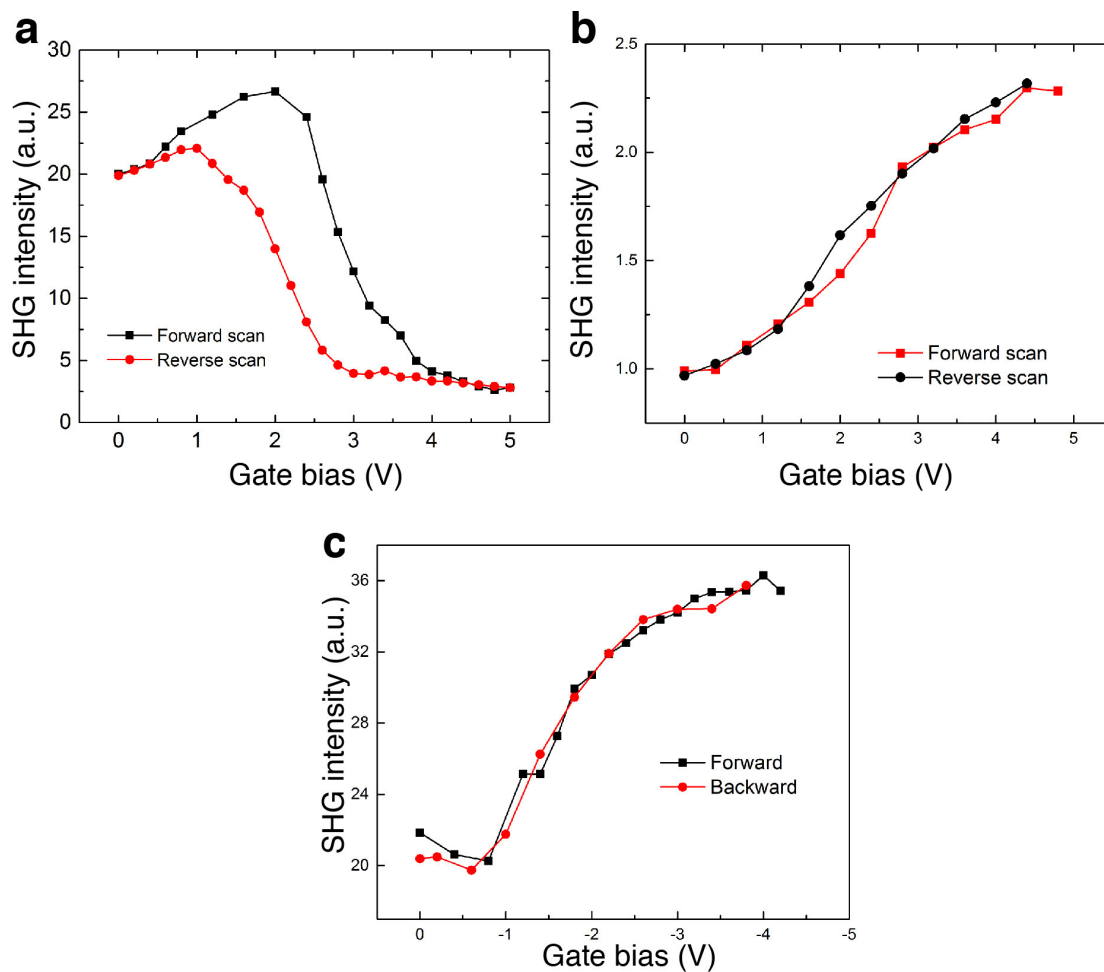 a
30
25
20
15
10
5
0
SHG intensity (a.u.)
Forward scan
Reverse scan
0 1 2 3 4 5
Gate bias (V)
b
2.5
2.0
1.5
1.0
SHG intensity (a.u.)
Forward scan
Reverse scan
0 1 2 3 4 5
Gate bias (V)
c
36
32
28
24
20
SHG intensity (a.u.)
Forward
Backward
0 -1 -2 -3 -4 -5
Gate bias (V)